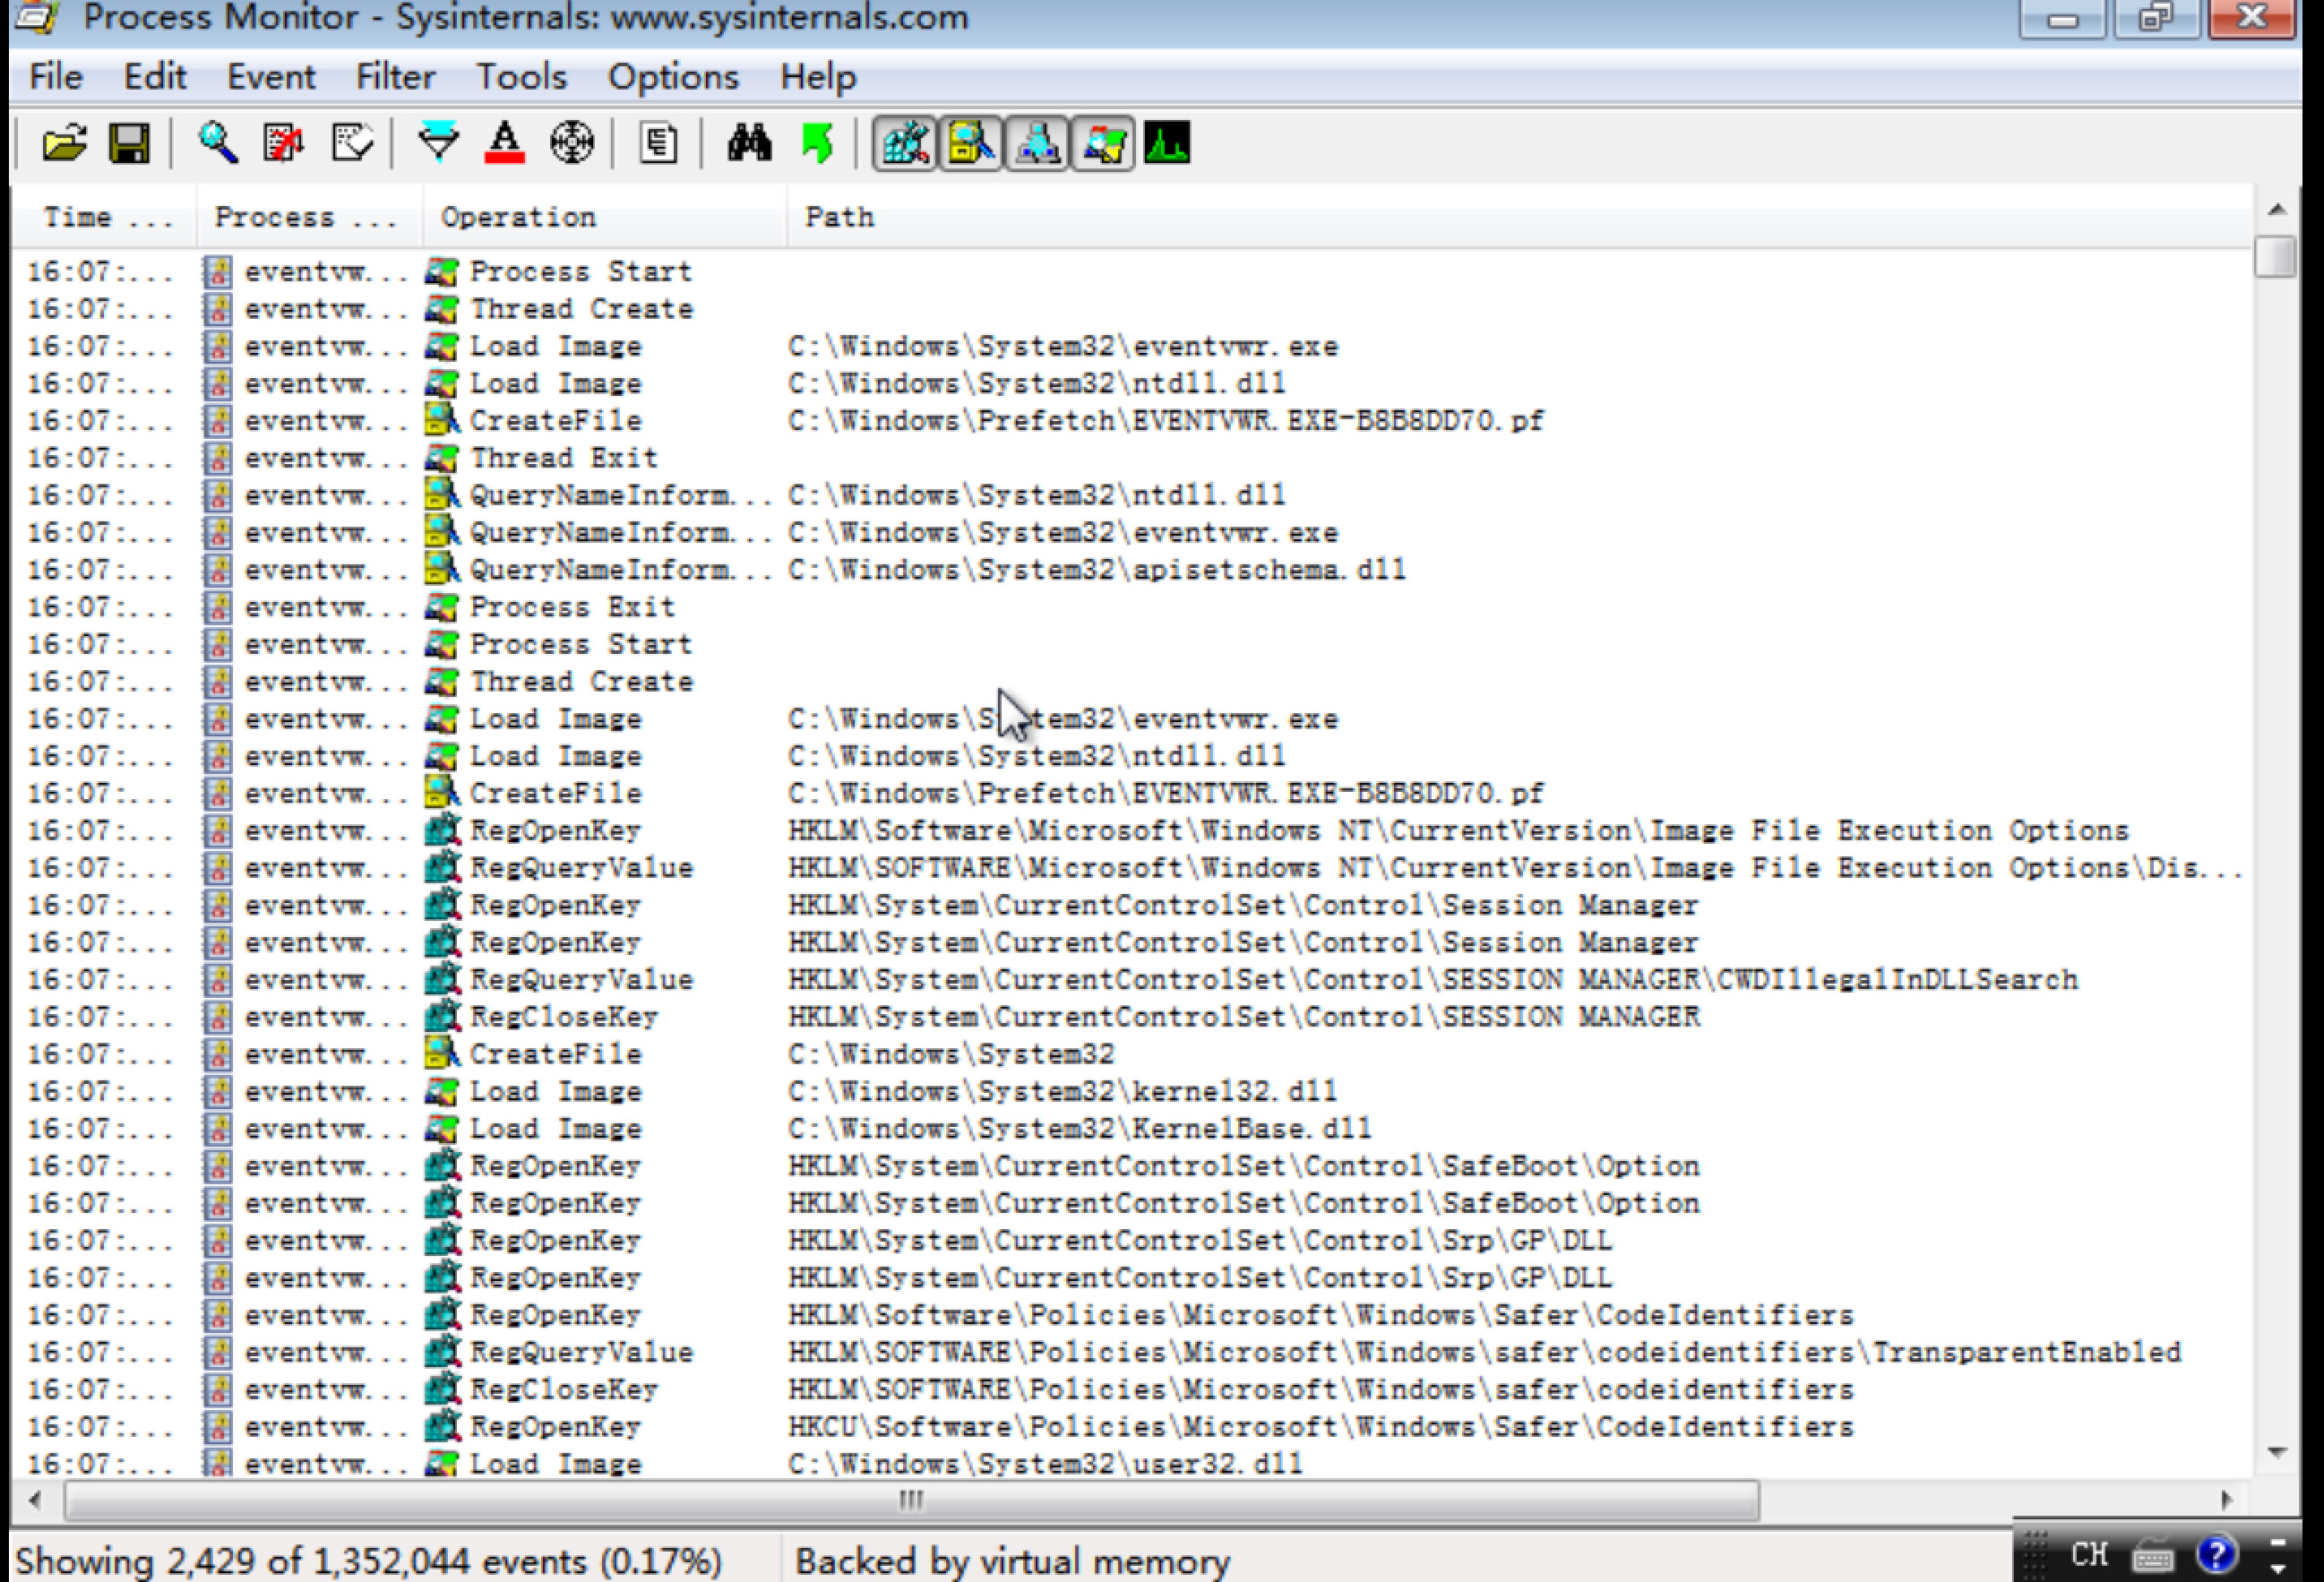 Process Monitor - Sysinternals: www.sysinternals.com
File Edit Event Filter Tools Options Help
Time ... Process ... Operation Path
16:07:... eventvw... Process Start
16:07:... eventvw... Thread Create
16:07:... eventvw... Load Image C:\Windows\System32\eventvwr.exe
16:07:... eventvw... Load Image C:\Windows\System32\ntdll.dll
16:07:... eventvw... CreateFile C:\Windows\Prefetch\EVENTVWR.EXE-B8B8DD70.pf
16:07:... eventvw... Thread Exit
16:07:... eventvw... QueryNameInform... C:\Windows\System32\ntdll.dll
16:07:... eventvw... QueryNameInform... C:\Windows\System32\eventvwr.exe
16:07:... eventvw... QueryNameInform... C:\Windows\System32\apisetschema.dll
16:07:... eventvw... Process Exit
16:07:... eventvw... Process Start
16:07:... eventvw... Thread Create
16:07:... eventvw... Load Image C:\Windows\System32\eventvwr.exe
16:07:... eventvw... Load Image C:\Windows\System32\ntdll.dll
16:07:... eventvw... CreateFile C:\Windows\Prefetch\EVENTVWR.EXE-B8B8DD70.pf
16:07:... eventvw... RegOpenKey HKLM\Software\Microsoft\Windows NT\CurrentVersion\Image File Execution Options
16:07:... eventvw... RegQueryValue HKLM\SOFTWARE\Microsoft\Windows NT\CurrentVersion\Image File Execution Options\Dis...
16:07:... eventvw... RegOpenKey HKLM\System\CurrentControlSet\Control\Session Manager
16:07:... eventvw... RegOpenKey HKLM\System\CurrentControlSet\Control\Session Manager
16:07:... eventvw... RegQueryValue HKLM\System\CurrentControlSet\Control\SESSION MANAGER\CWDIllegalInDLLSearch
16:07:... eventvw... RegCloseKey HKLM\System\CurrentControlSet\Control\SESSION MANAGER
16:07:... eventvw... CreateFile C:\Windows\System32
16:07:... eventvw... Load Image C:\Windows\System32\kernel32.dll
16:07:... eventvw... Load Image C:\Windows\System32\KernelBase.dll
16:07:... eventvw... RegOpenKey HKLM\System\CurrentControlSet\Control\SafeBoot\Option
16:07:... eventvw... RegOpenKey HKLM\System\CurrentControlSet\Control\SafeBoot\Option
16:07:... eventvw... RegOpenKey HKLM\System\CurrentControlSet\Control\Srp\GP\DLL
16:07:... eventvw... RegOpenKey HKLM\System\CurrentControlSet\Control\Srp\GP\DLL
16:07:... eventvw... RegOpenKey HKLM\Software\Policies\Microsoft\Windows\Safer\CodeIdentifiers
16:07:... eventvw... RegQueryValue HKLM\SOFTWARE\Policies\Microsoft\Windows\safer\codeidentifiers\TransparentEnabled
16:07:... eventvw... RegCloseKey HKLM\SOFTWARE\Policies\Microsoft\Windows\safer\codeidentifiers
16:07:... eventvw... RegOpenKey HKCU\Software\Policies\Microsoft\Windows\Safer\CodeIdentifiers
16:07:... eventvw... Load Image C:\Windows\System32\user32.dll
Showing 2,429 of 1,352,044 events (0.17%) Backed by virtual memory CH